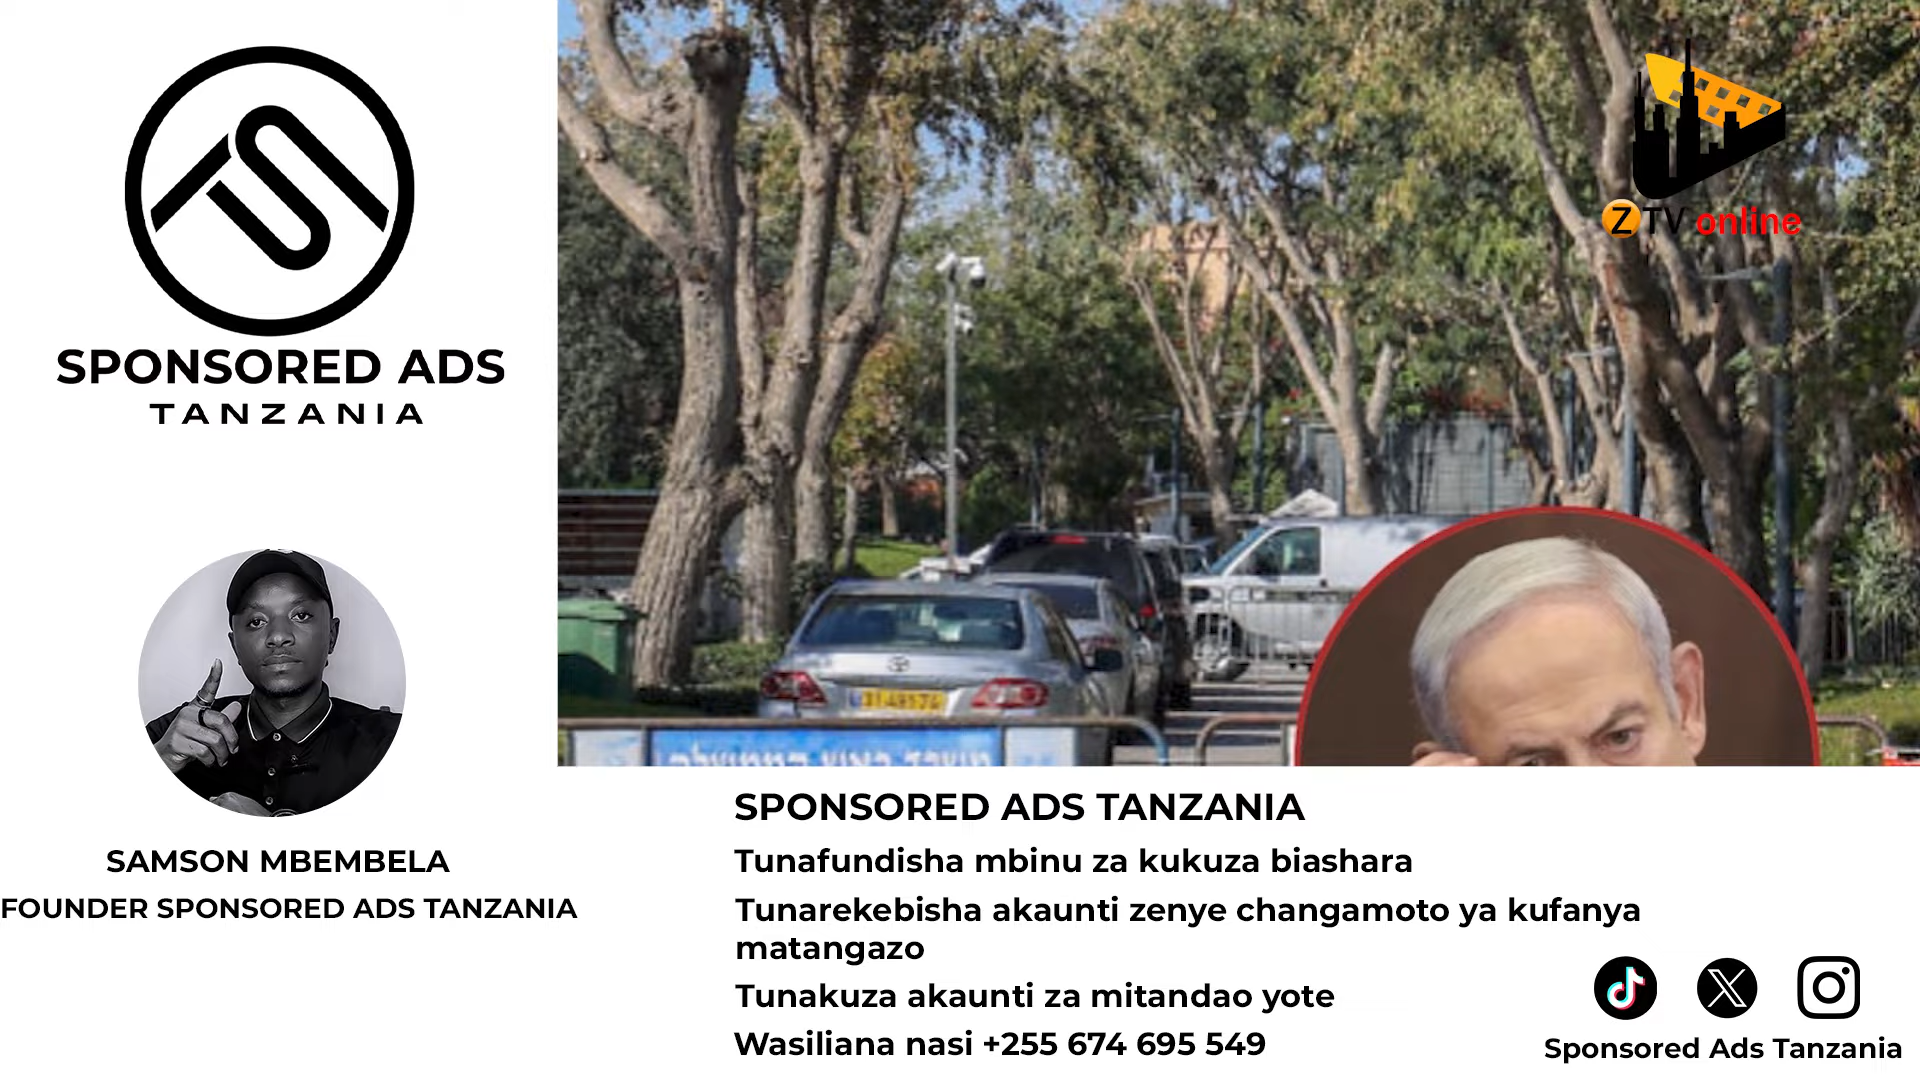 SPONSORED ADS
TANZANIA
Z TV online
SAMSON MBEMBELA
FOUNDER SPONSORED ADS TANZANIA
SPONSORED ADS TANZANIA
Tunafundisha mbinu za kukuza biashara
Tunarekebisha akaunti zenye changamoto ya kufanya
matangazo
Tunakuza akaunti za mitandao yote
Wasiliana nasi +255 674 695 549
Sponsored Ads Tanzania